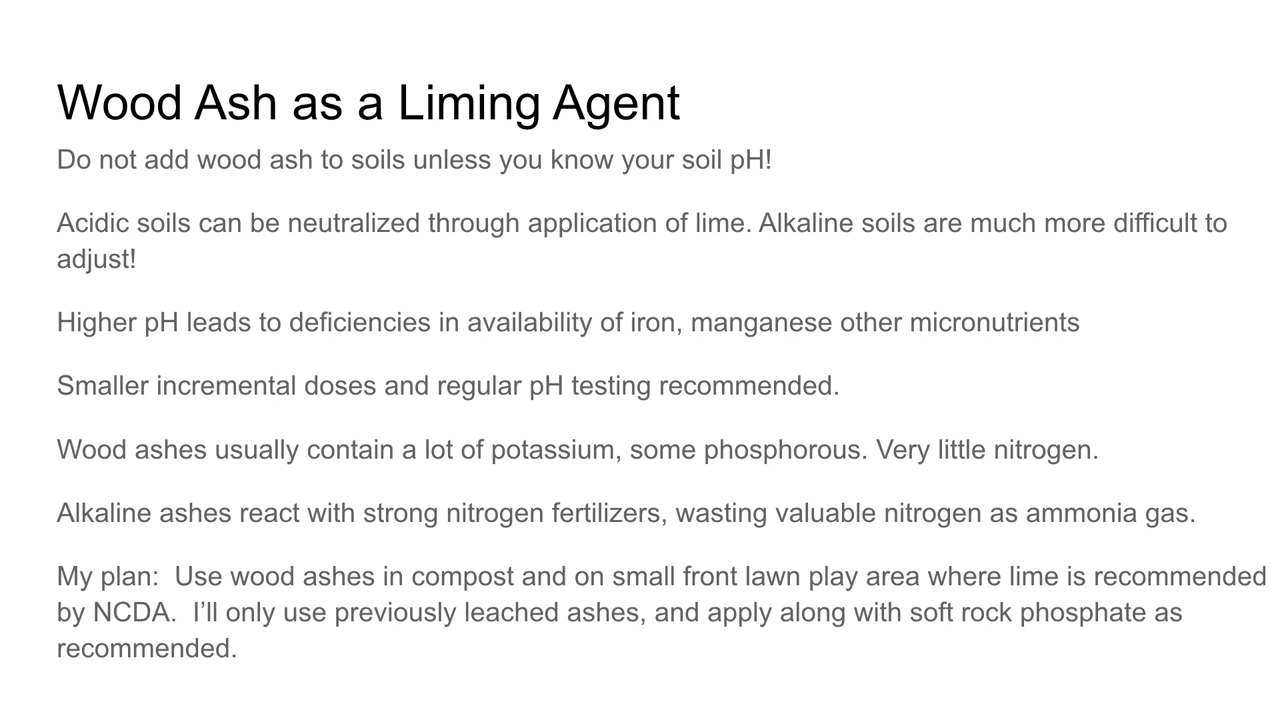 Wood Ash as a Liming Agent
Do not add wood ash to soils unless you know your soil pH!
Acidic soils can be neutralized through application of lime. Alkaline soils are much more difficult to
adjust!
Higher pH leads to deficiencies in availability of iron, manganese other micronutrients
Smaller incremental doses and regular pH testing recommended.
Wood ashes usually contain a lot of potassium, some phosphorous. Very little nitrogen.
Alkaline ashes react with strong nitrogen fertilizers, wasting valuable nitrogen as ammonia gas.
My plan:  Use wood ashes in compost and on small front lawn play area where lime is recommended
by NCDA.  I’ll only use previously leached ashes, and apply along with soft rock phosphate as
recommended.